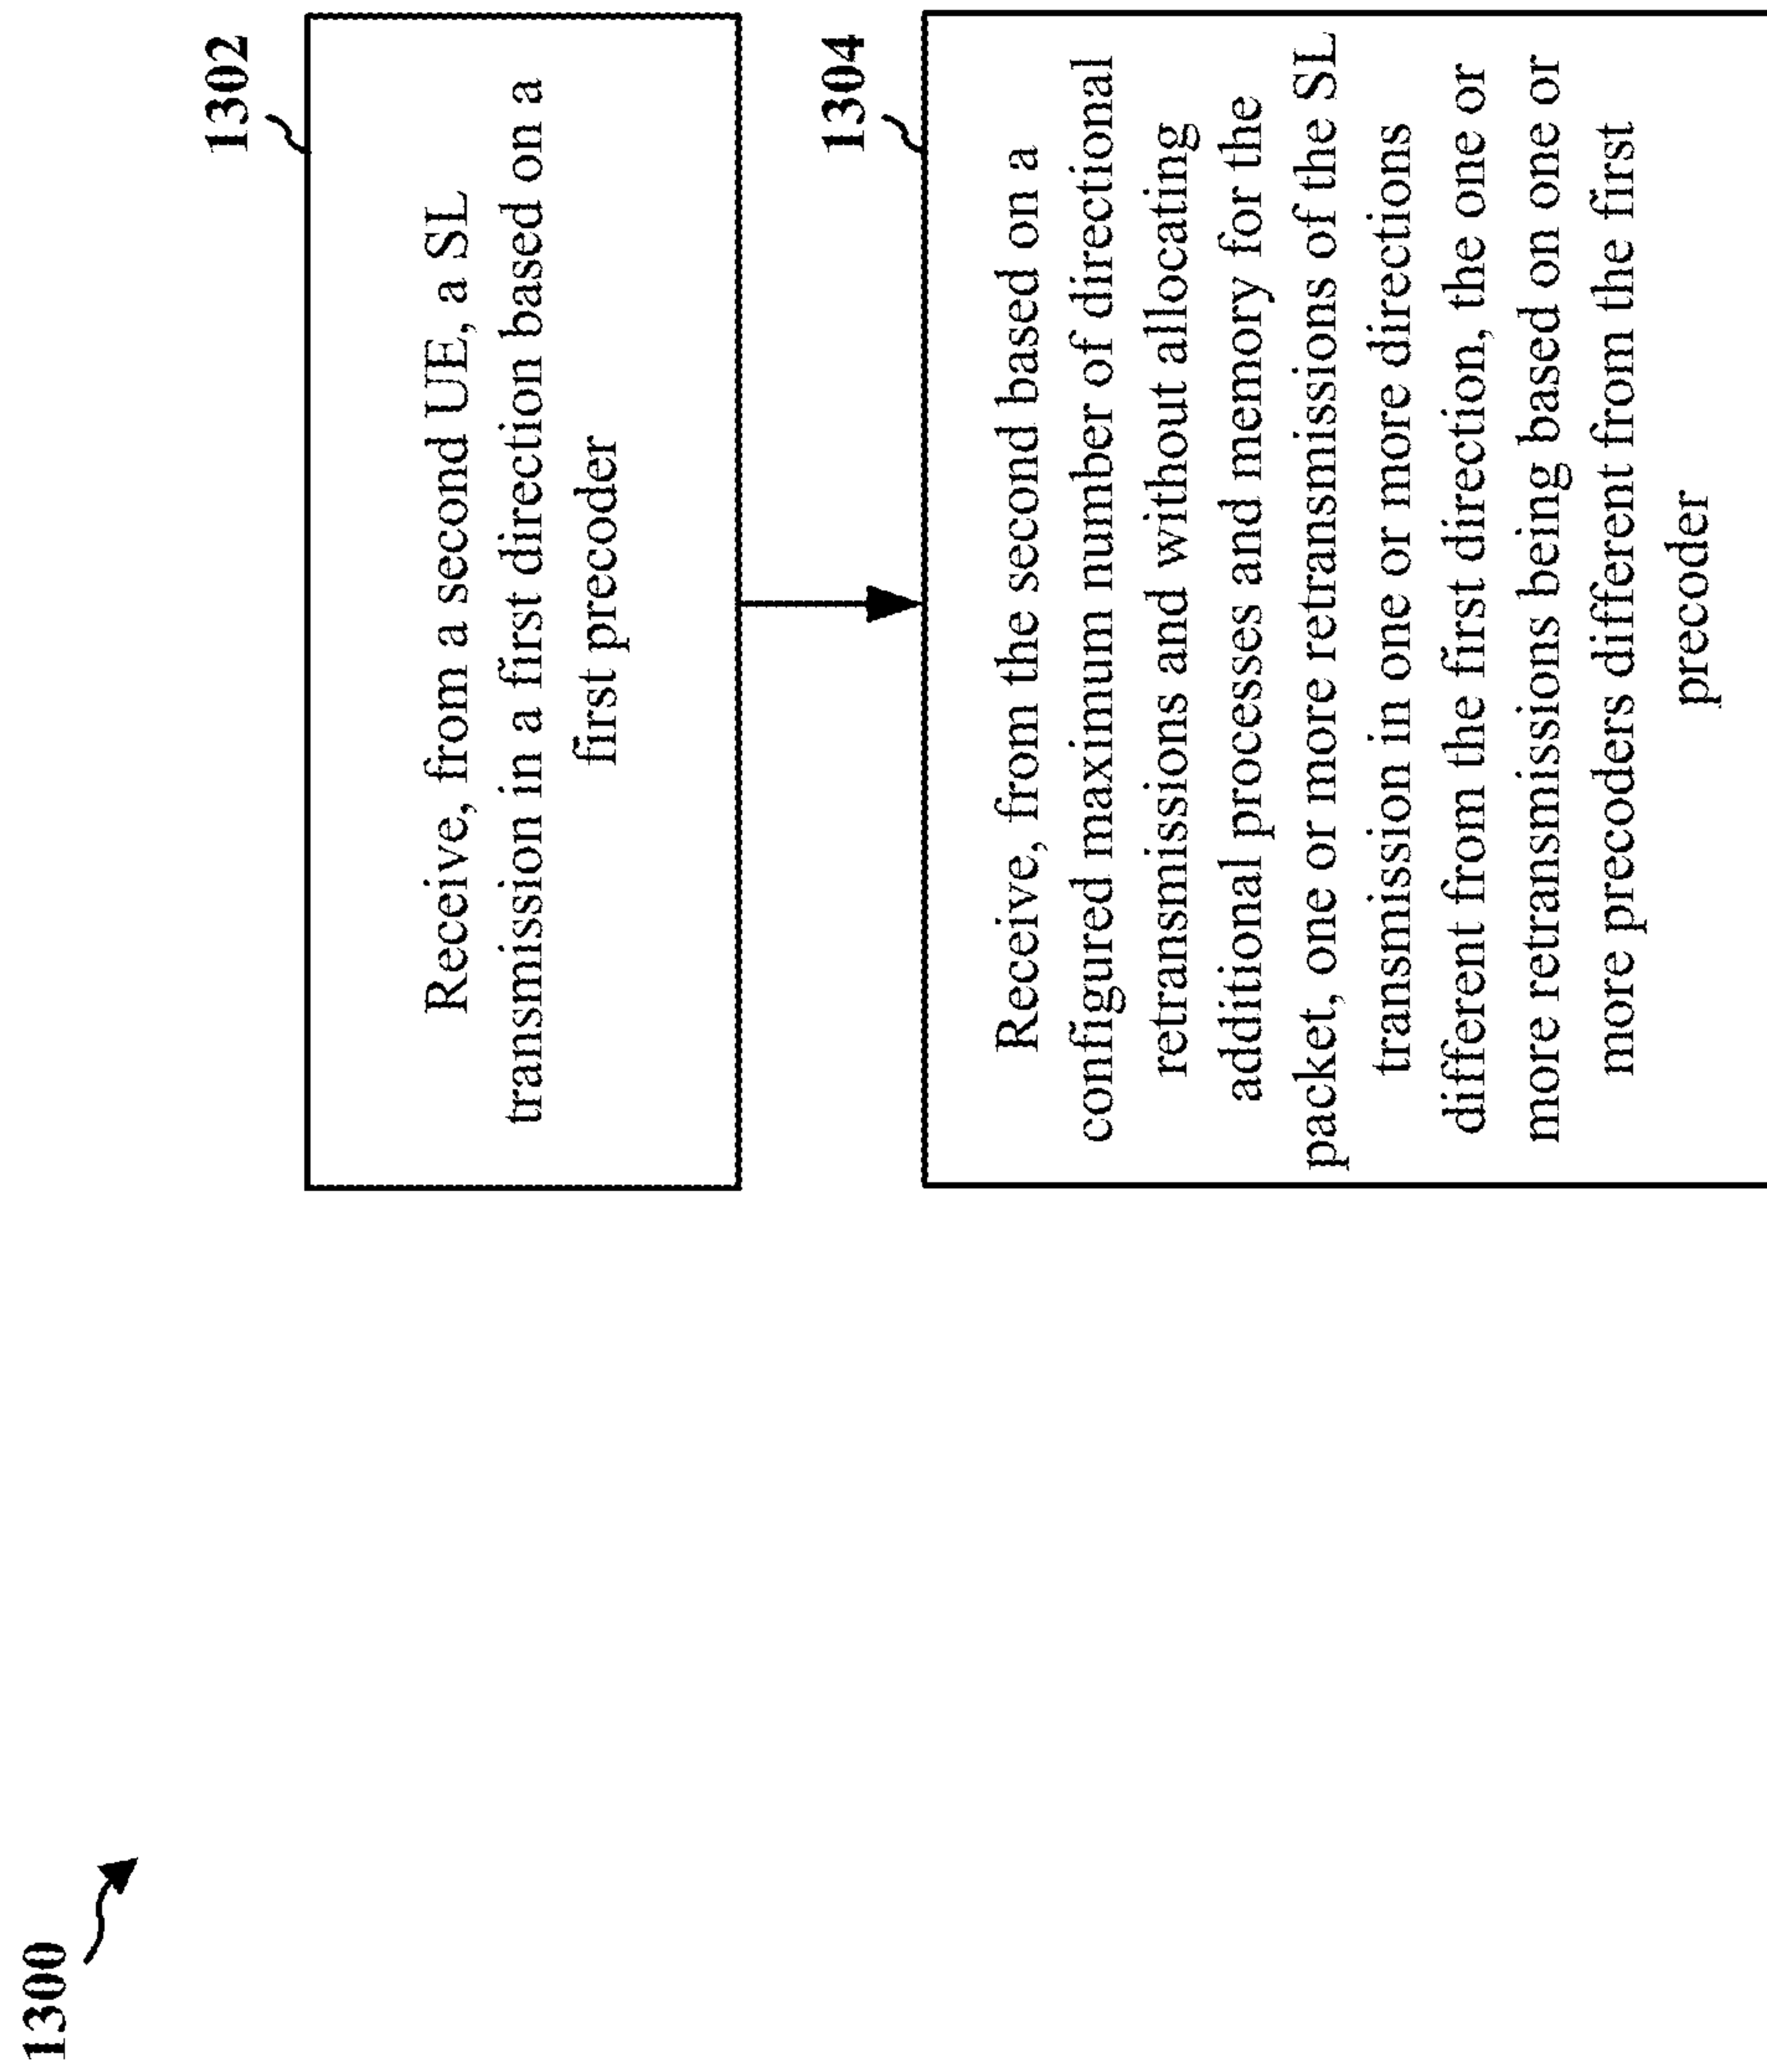 1300
1302
Receive, from a second UE, a SL
transmission in a first direction based on a
first precoder
1304
Receive, from the second based on a
configured maximum number of directional
retransmissions and without allocating
additional processes and memory for the
packet, one or more retransmissions of the SL
transmission in one or more directions
different from the first direction, the one or
more retransmissions being based on one or
more precoders different from the first
precoder